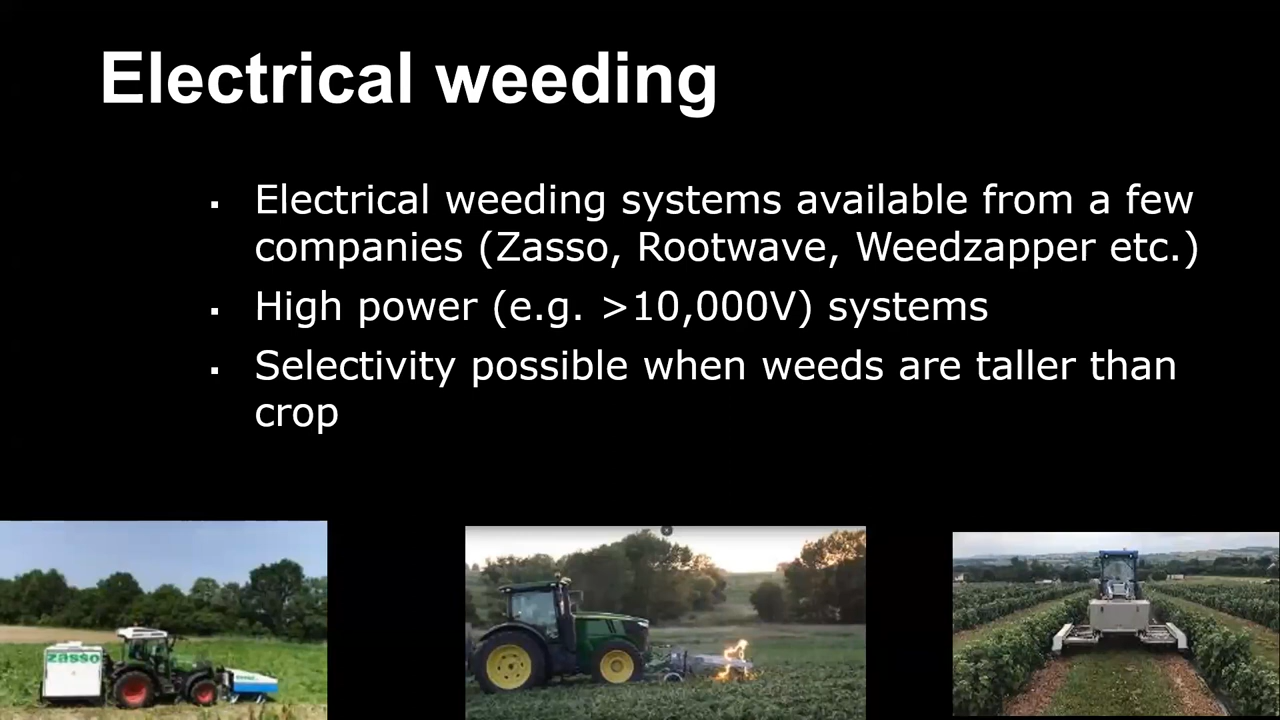 Electrical weeding
▪ Electrical weeding systems available from a few
companies (Zasso, Rootwave, Weedzapper etc.)
▪ High power (e.g. >10,000V) systems
▪ Selectivity possible when weeds are taller than
crop
zasso